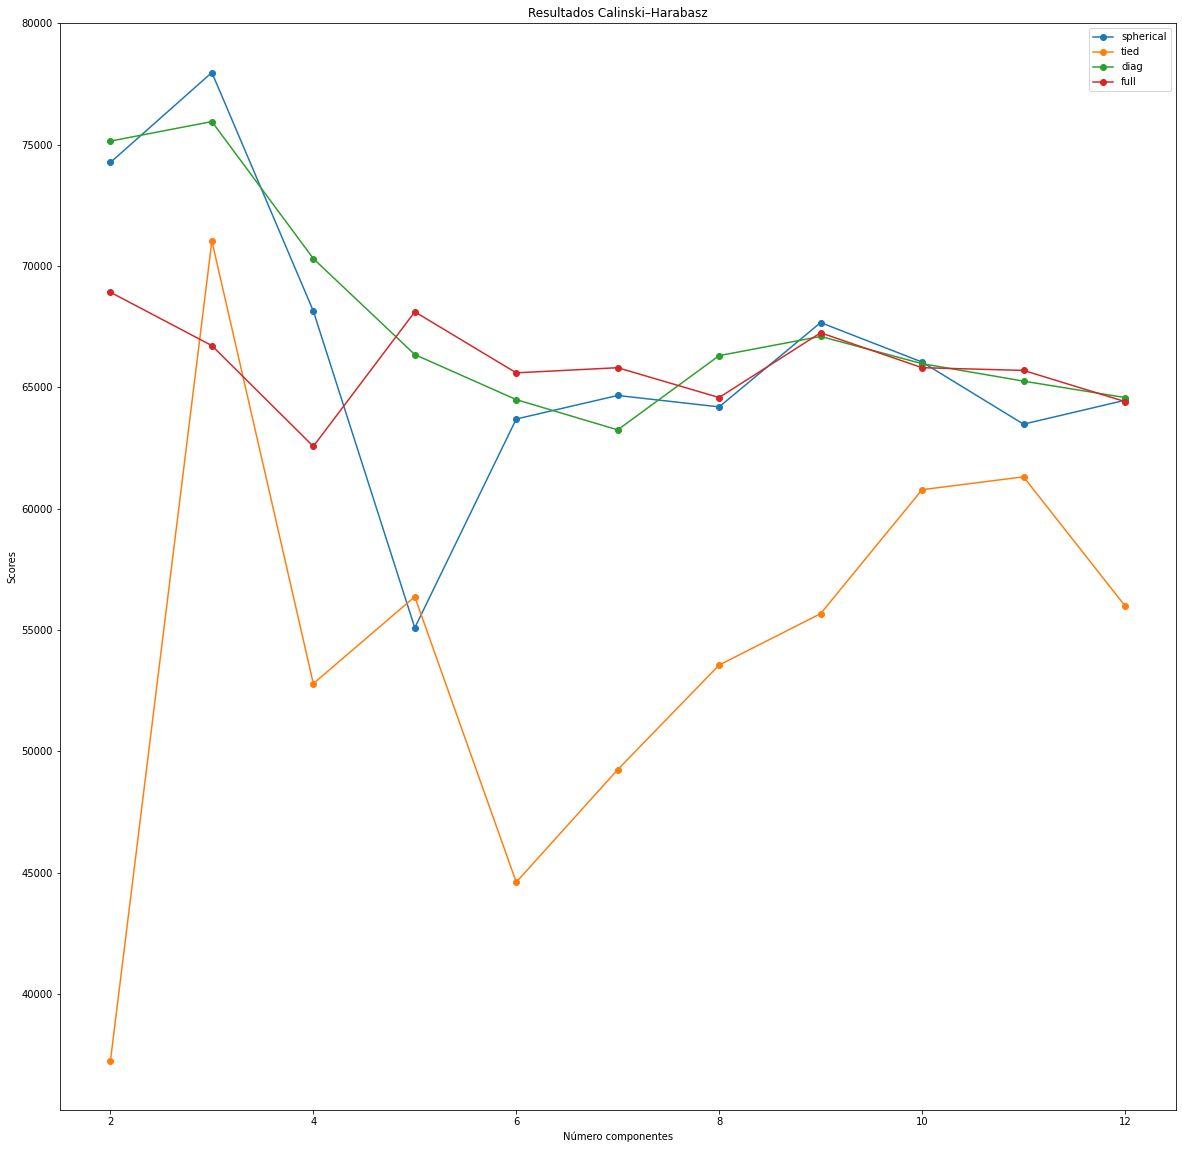 Resultados Calinski–Harabasz
spherical
tied
diag
full
80000
75000
70000
65000
60000
55000
50000
45000
40000
Scores
2
4
6
8
10
12
Número componentes